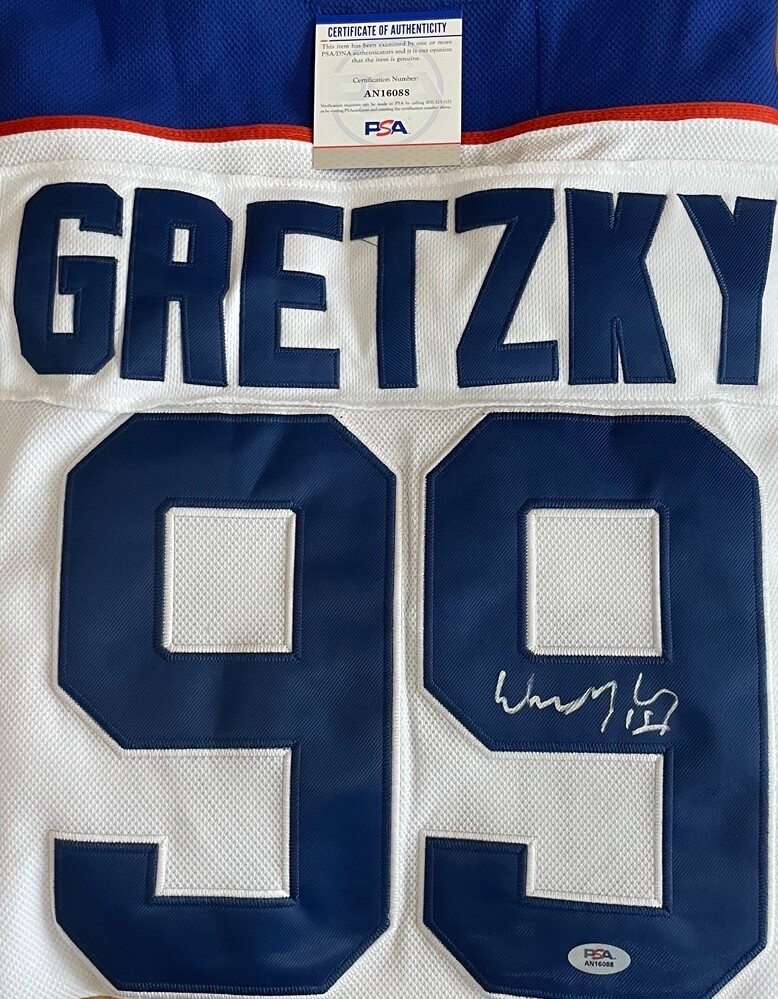 CERTIFICATE OF AUTHENTICITY
This item has been examined by one or more
PSA/DNA authenticators and it is our opinion
that the item is genuine.
Certification Number:
AN16088
PSA
GRETZKY
99
PSA
AN16088